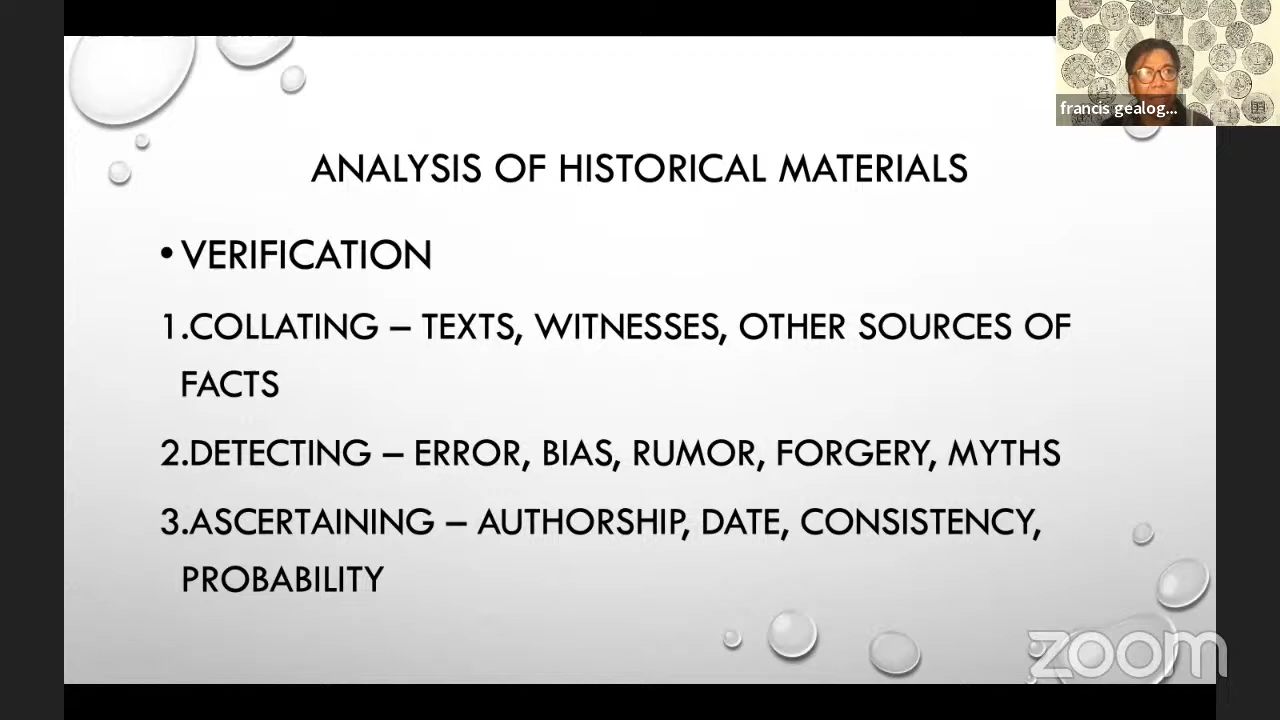 francis gealog...
ANALYSIS OF HISTORICAL MATERIALS
• VERIFICATION
1.COLLATING – TEXTS, WITNESSES, OTHER SOURCES OF
FACTS
2.DETECTING – ERROR, BIAS, RUMOR, FORGERY, MYTHS
3.ASCERTAINING – AUTHORSHIP, DATE, CONSISTENCY,
PROBABILITY
zoom